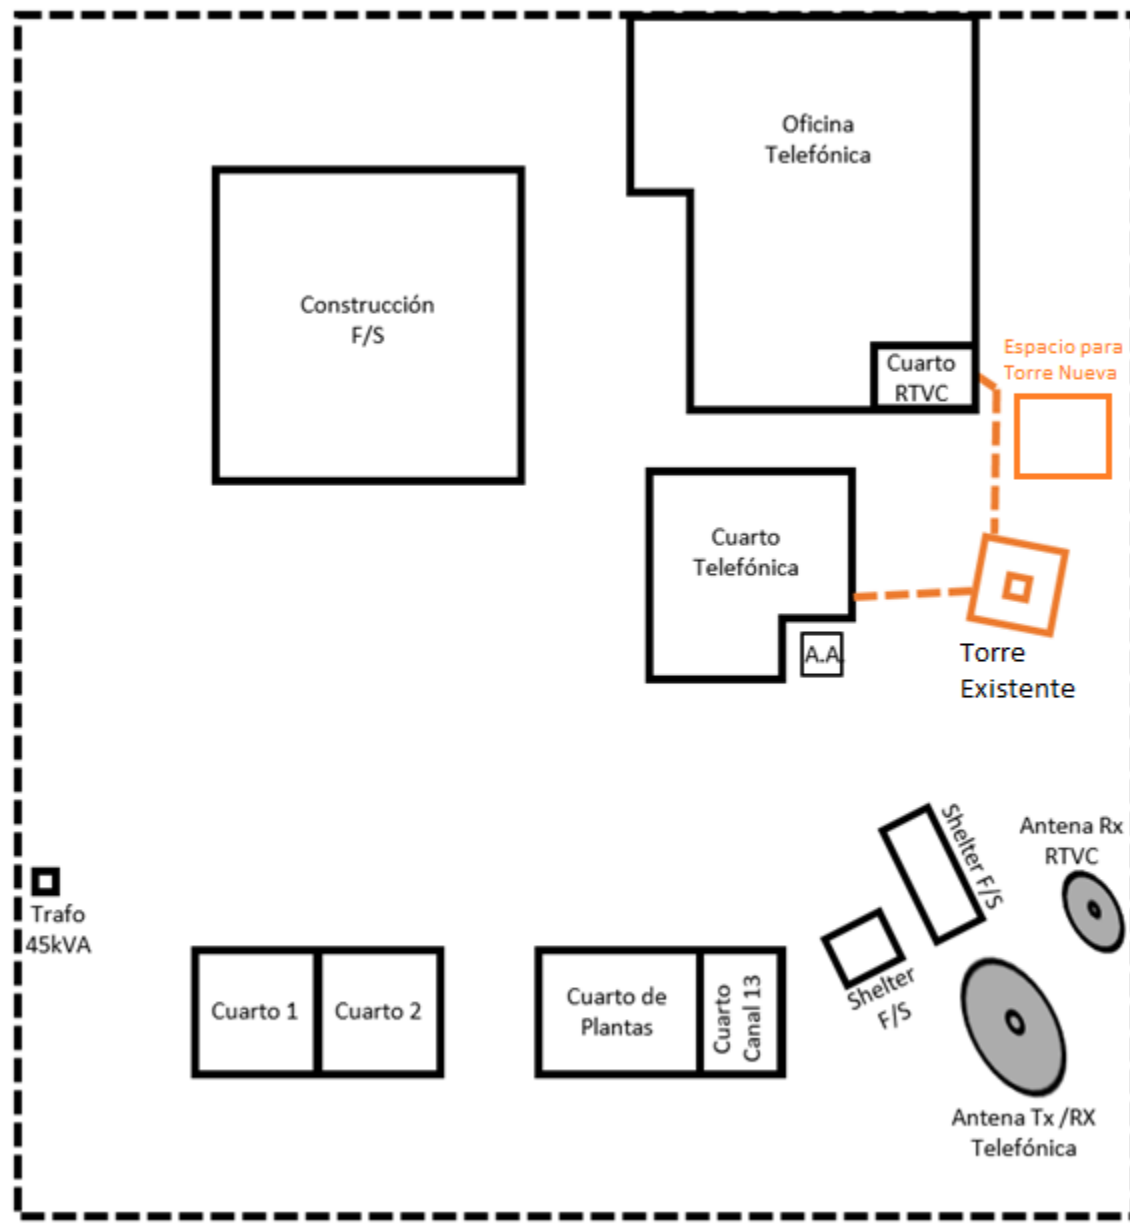 Oficina
Telefónica
Construcción
F/S
Espacio para
Torre Nueva
Cuarto
RTVC
Cuarto
Telefónica
A.A.
Torre
Existente
Shelter F/S
Antena Rx
RTVC
Trafo
45kVA
Cuarto 1
Cuarto 2
Cuarto de
Plantas
Cuarto
Canal 13
Shelter
F/S
Antena Tx /RX
Telefónica